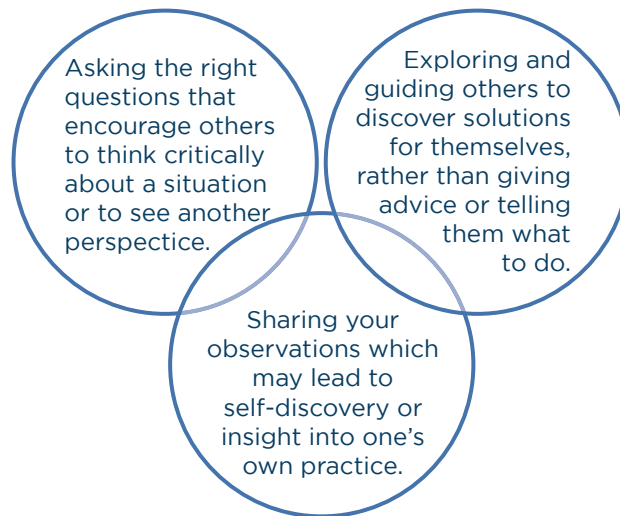 Asking the right
questions that
encourage others
to think critically
about a situation
or to see another
perspectice.
Exploring and
guiding others to
discover solutions
for themselves,
rather than giving
advice or telling
them what
to do.
Sharing your
observations which
may lead to
self-discovery or
insight into one's
own practice.